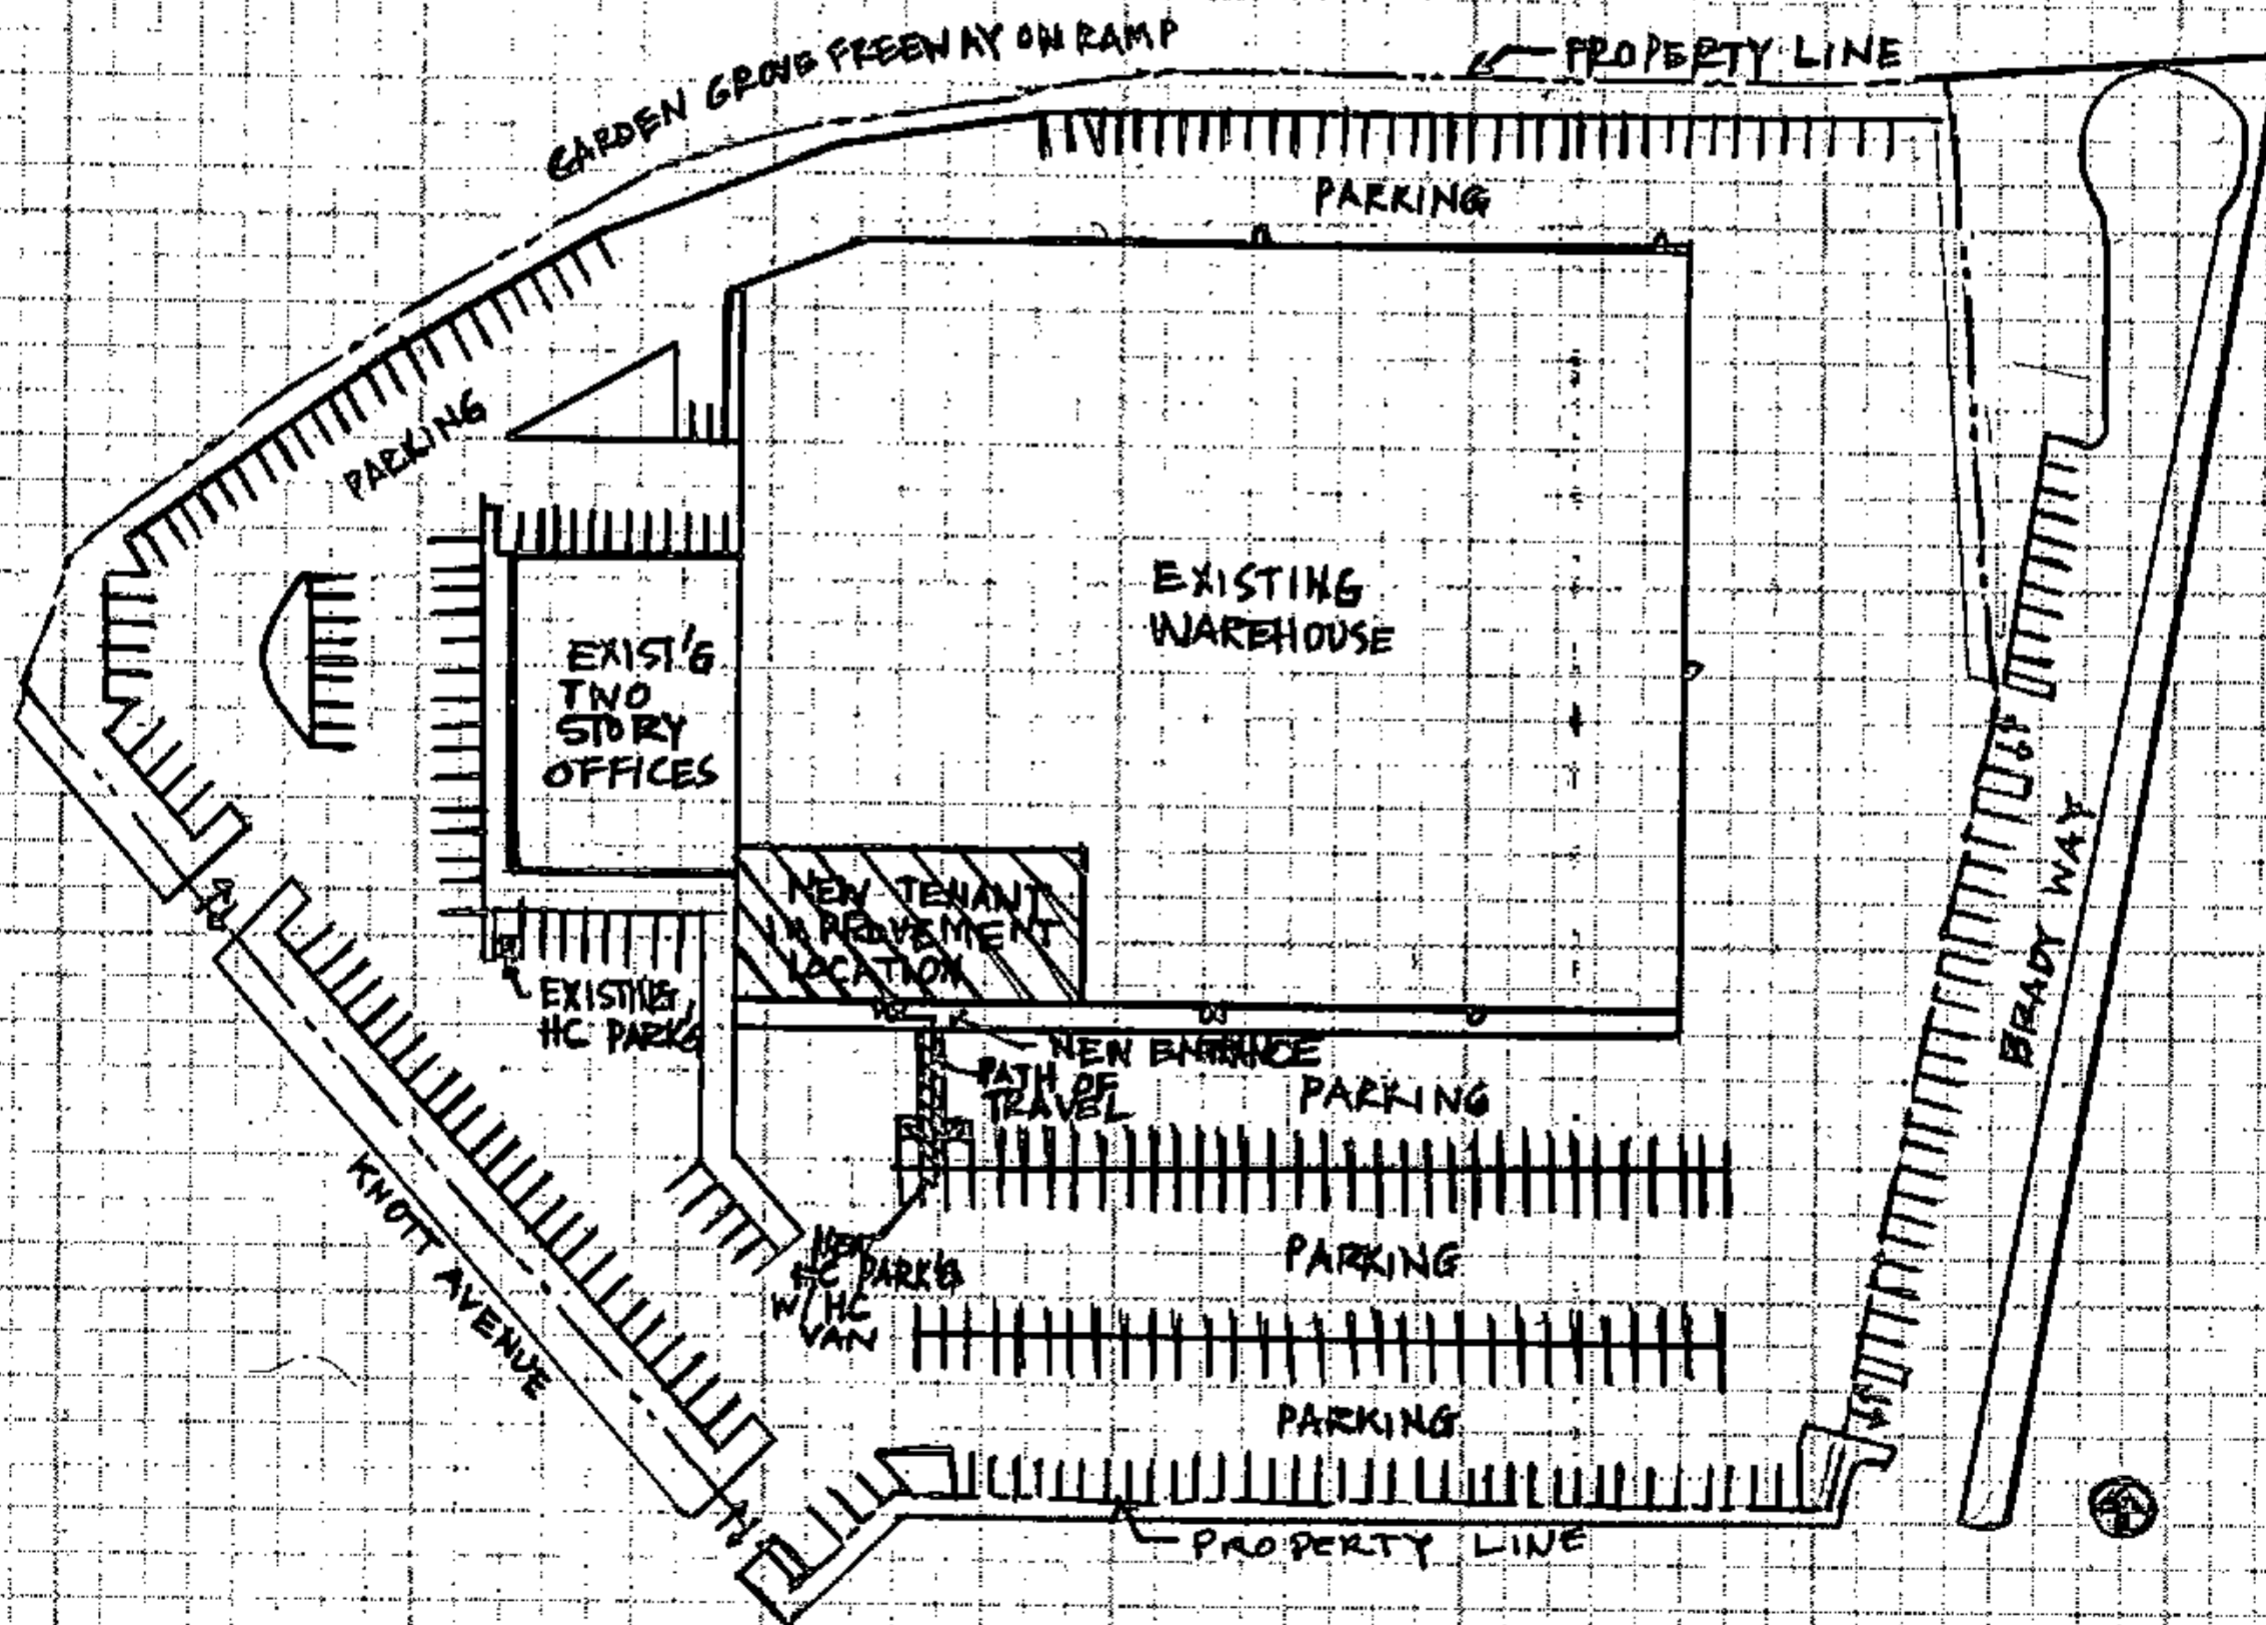 GARDEN GROVE FREEWAY ON RAMP
PROPERTY LINE
PARKING
PARKING
EXISTING
WAREHOUSE
EXIST'G
TWO
STORY
OFFICES
NEW TENANT
IMPROVEMENT
LOCATION
EXISTING
HC PARK'G
NEW ENTRANCE
PATH OF
TRAVEL
PARKING
BRADY WAY
KNOTT AVENUE
NEW
HC PARK'G
W/ HC
VAN
PARKING
PARKING
PROPERTY LINE